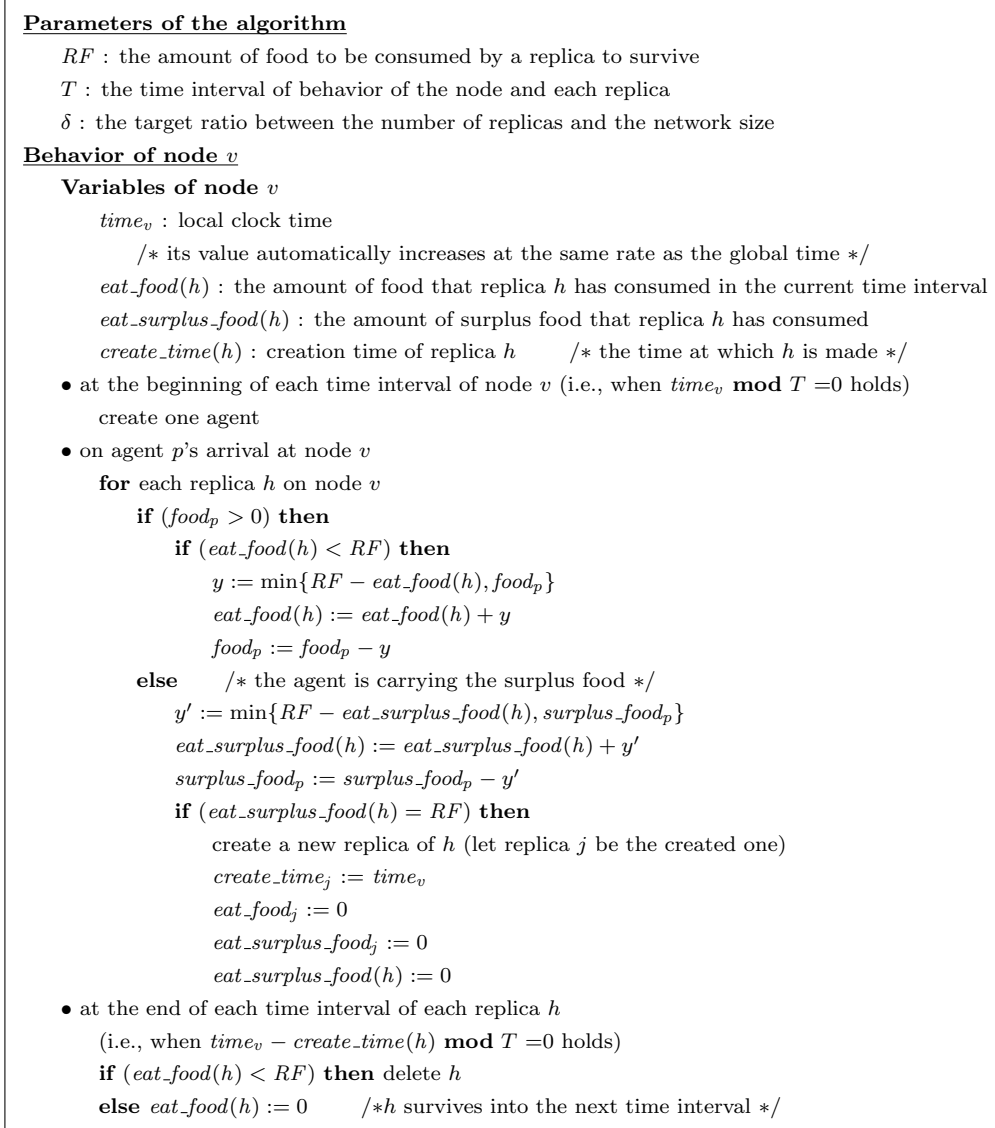 Parameters of the algorithm
RF : the amount of food to be consumed by a replica to survive
T : the time interval of behavior of the node and each replica
δ : the target ratio between the number of replicas and the network size
Behavior of node v
Variables of node v
time_v : local clock time
/∗ its value automatically increases at the same rate as the global time ∗/
eat_food(h) : the amount of food that replica h has consumed in the current time interval
eat_surplus_food(h) : the amount of surplus food that replica h has consumed
create_time(h) : creation time of replica h /∗ the time at which h is made ∗/
• at the beginning of each time interval of node v (i.e., when time_v mod T =0 holds)
create one agent
• on agent p's arrival at node v
for each replica h on node v
if (food_p > 0) then
if (eat_food(h) < RF) then
y := min{RF − eat_food(h), food_p}
eat_food(h) := eat_food(h) + y
food_p := food_p − y
else /∗ the agent is carrying the surplus food ∗/
y′ := min{RF − eat_surplus_food(h), surplus_food_p}
eat_surplus_food(h) := eat_surplus_food(h) + y′
surplus_food_p := surplus_food_p − y′
if (eat_surplus_food(h) = RF) then
create a new replica of h (let replica j be the created one)
create_time_j := time_v
eat_food_j := 0
eat_surplus_food_j := 0
eat_surplus_food(h) := 0
• at the end of each time interval of each replica h
(i.e., when time_v − create_time(h) mod T =0 holds)
if (eat_food(h) < RF) then delete h
else eat_food(h) := 0 /∗h survives into the next time interval ∗/